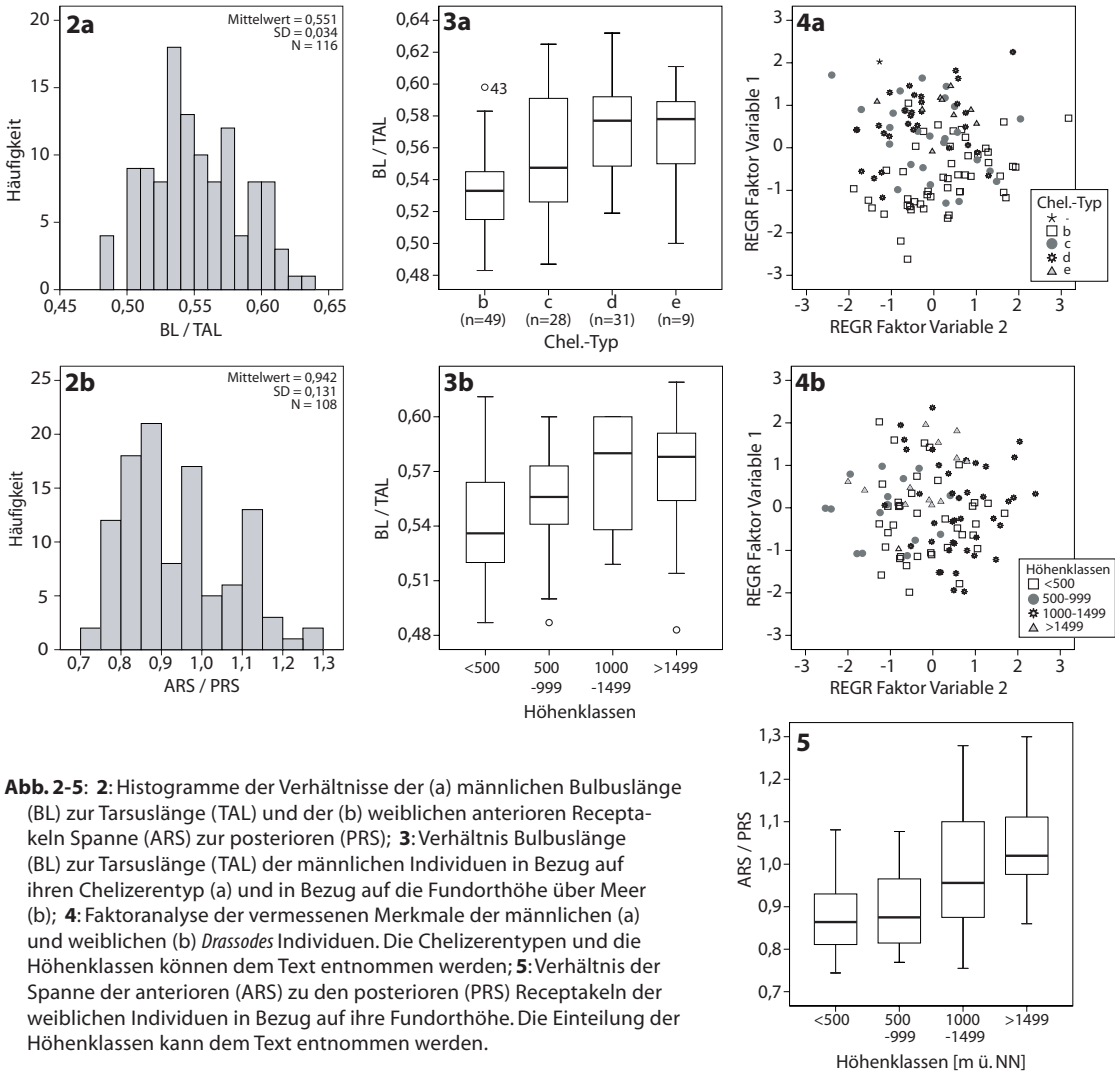 2a
Mittelwert = 0,551
SD = 0,034
N = 116
20
15
10
5
0
Häufigkeit
0,45
0,50
0,55
0,60
0,65
BL / TAL
3a
0,64
0,62
0,60
0,58
0,56
0,54
0,52
0,50
0,48
BL / TAL
43
b
c
d
e
(n=49)
(n=28)
(n=31)
(n=9)
Chel.-Typ
4a
3
2
1
0
-1
-2
-3
REGR Faktor Variable 1
Chel.-Typ
-
b
c
d
e
-3
-2
-1
0
1
2
3
REGR Faktor Variable 2
2b
Mittelwert = 0,942
SD = 0,131
N = 108
25
20
15
10
5
0
Häufigkeit
0,7
0,8
0,9
1,0
1,1
1,2
1,3
ARS / PRS
3b
0,60
0,57
0,54
0,51
0,48
BL / TAL
<500
500
-999
1000
-1499
>1499
Höhenklassen
4b
3
2
1
0
-1
-2
-3
REGR Faktor Variable 1
Höhenklassen
<500
500-999
1000-1499
>1499
-3
-2
-1
0
1
2
3
REGR Faktor Variable 2
Abb. 2-5: 2: Histogramme der Verhältnisse der (a) männlichen Bulbuslänge
(BL) zur Tarsuslänge (TAL) und der (b) weiblichen anterioren Recepta-
keln Spanne (ARS) zur posterioren (PRS); 3: Verhältnis Bulbuslänge
(BL) zur Tarsuslänge (TAL) der männlichen Individuen in Bezug auf
ihren Chelizerentyp (a) und in Bezug auf die Fundorthöhe über Meer
(b); 4: Faktoranalyse der vermessenen Merkmale der männlichen (a)
und weiblichen (b) Drassodes Individuen. Die Chelizerentypen und die
Höhenklassen können dem Text entnommen werden; 5: Verhältnis der
Spanne der anterioren (ARS) zu den posterioren (PRS) Receptakeln der
weiblichen Individuen in Bezug auf ihre Fundorthöhe. Die Einteilung der
Höhenklassen kann dem Text entnommen werden.
5
1,3
1,2
1,1
1,0
0,9
0,8
0,7
ARS / PRS
<500
500
-999
1000
-1499
>1499
Höhenklassen [m ü. NN]